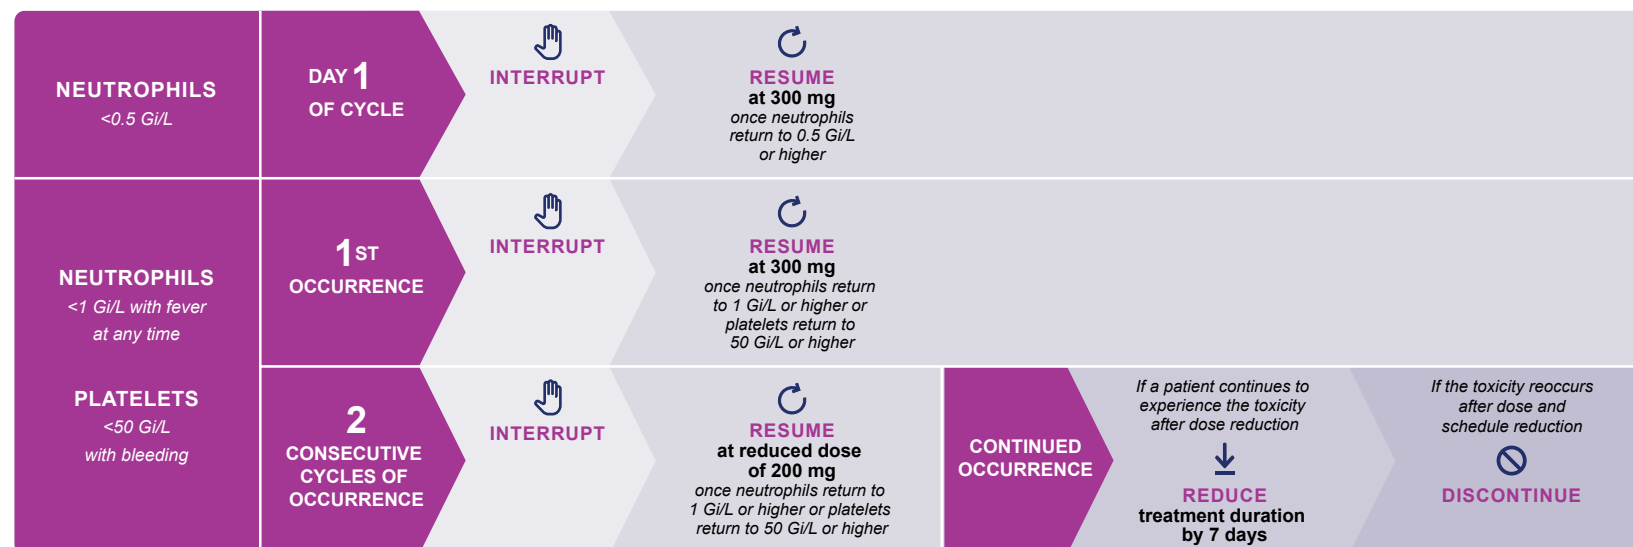 NEUTROPHILS
<0.5 Gi/L
DAY 1
OF CYCLE
INTERRUPT
RESUME
at 300 mg
once neutrophils
return to 0.5 Gi/L
or higher
NEUTROPHILS
<1 Gi/L with fever
at any time
PLATELETS
<50 Gi/L
with bleeding
1ST
OCCURRENCE
INTERRUPT
RESUME
at 300 mg
once neutrophils return
to 1 Gi/L or higher or
platelets return to
50 Gi/L or higher
2
CONSECUTIVE
CYCLES OF
OCCURRENCE
INTERRUPT
RESUME
at reduced dose
of 200 mg
once neutrophils return to
1 Gi/L or higher or platelets
return to 50 Gi/L or higher
CONTINUED
OCCURRENCE
If a patient continues to
experience the toxicity
after dose reduction
REDUCE
treatment duration
by 7 days
If the toxicity reoccurs
after dose and
schedule reduction
DISCONTINUE